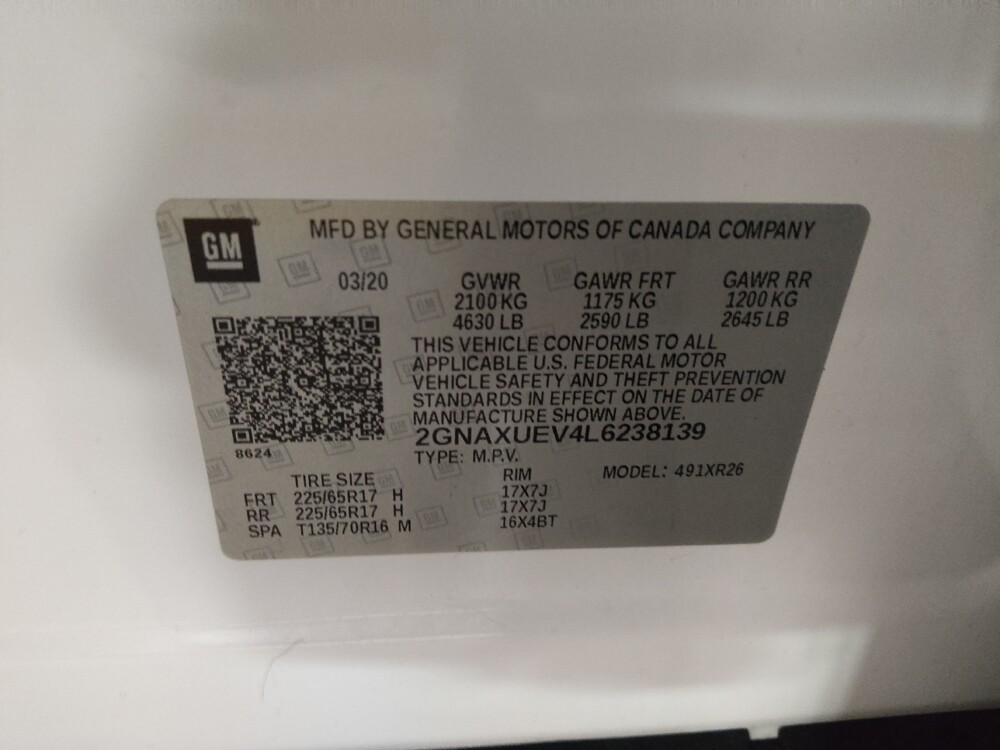 GM
MFD BY GENERAL MOTORS OF CANADA COMPANY
03/20 GVWR GAWR FRT GAWR RR
2100 KG 1175 KG 1200 KG
4630 LB 2590 LB 2645 LB
THIS VEHICLE CONFORMS TO ALL
APPLICABLE U.S. FEDERAL MOTOR
VEHICLE SAFETY AND THEFT PREVENTION
STANDARDS IN EFFECT ON THE DATE OF
MANUFACTURE SHOWN ABOVE.
2GNAXUEV4L6238139
8624
TYPE: M.P.V.
TIRE SIZE RIM MODEL: 491XR26
FRT 225/65R17 H 17X7J
RR 225/65R17 H 17X7J
SPA T135/70R16 M 16X4BT